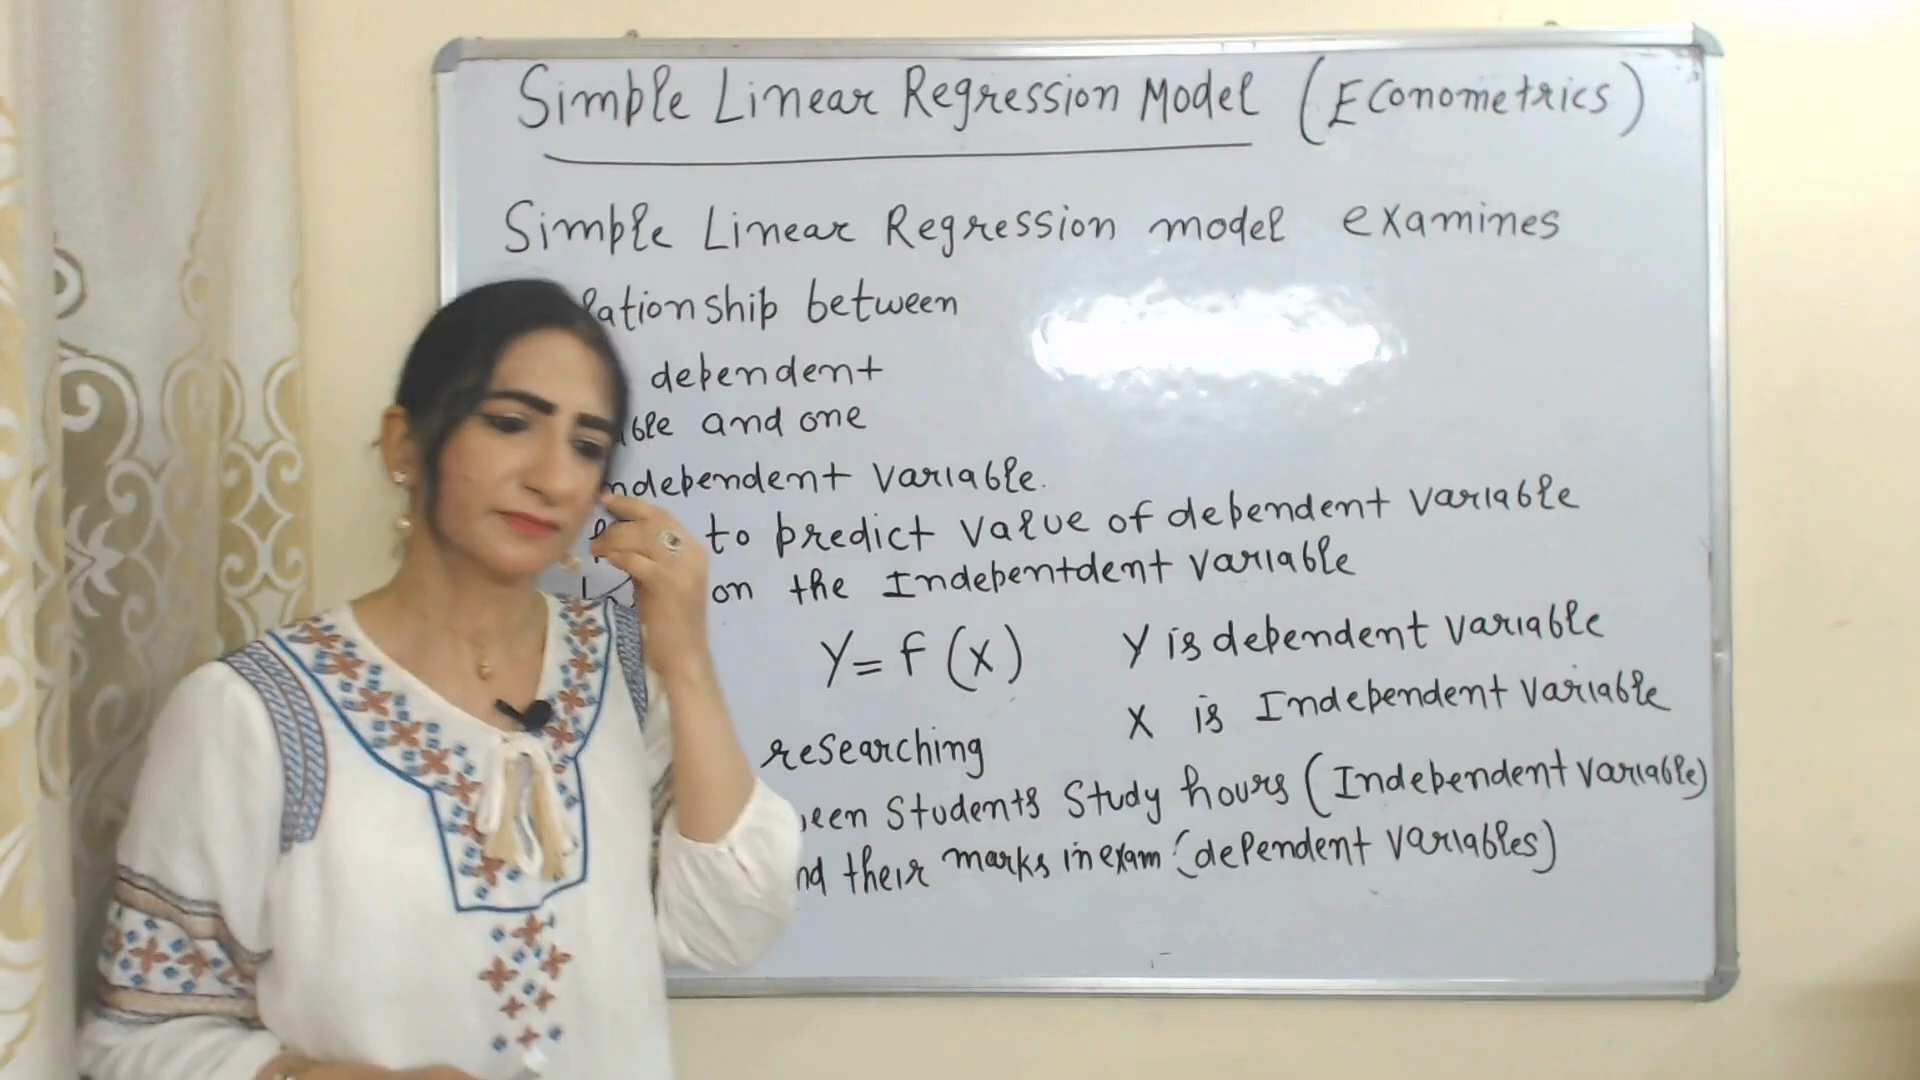 Simple Linear Regression Model (Econometrics)
Simple Linear Regression model examines
lationship between
dependent
able and one
ndependent variable.
to predict value of dependent variable
on the Indepentdent variable
Y = f (x) Y is dependent variable
X is Independent variable
researching
een Students Study hours (Independent variable)
nd their marks in exam (dependent variables)